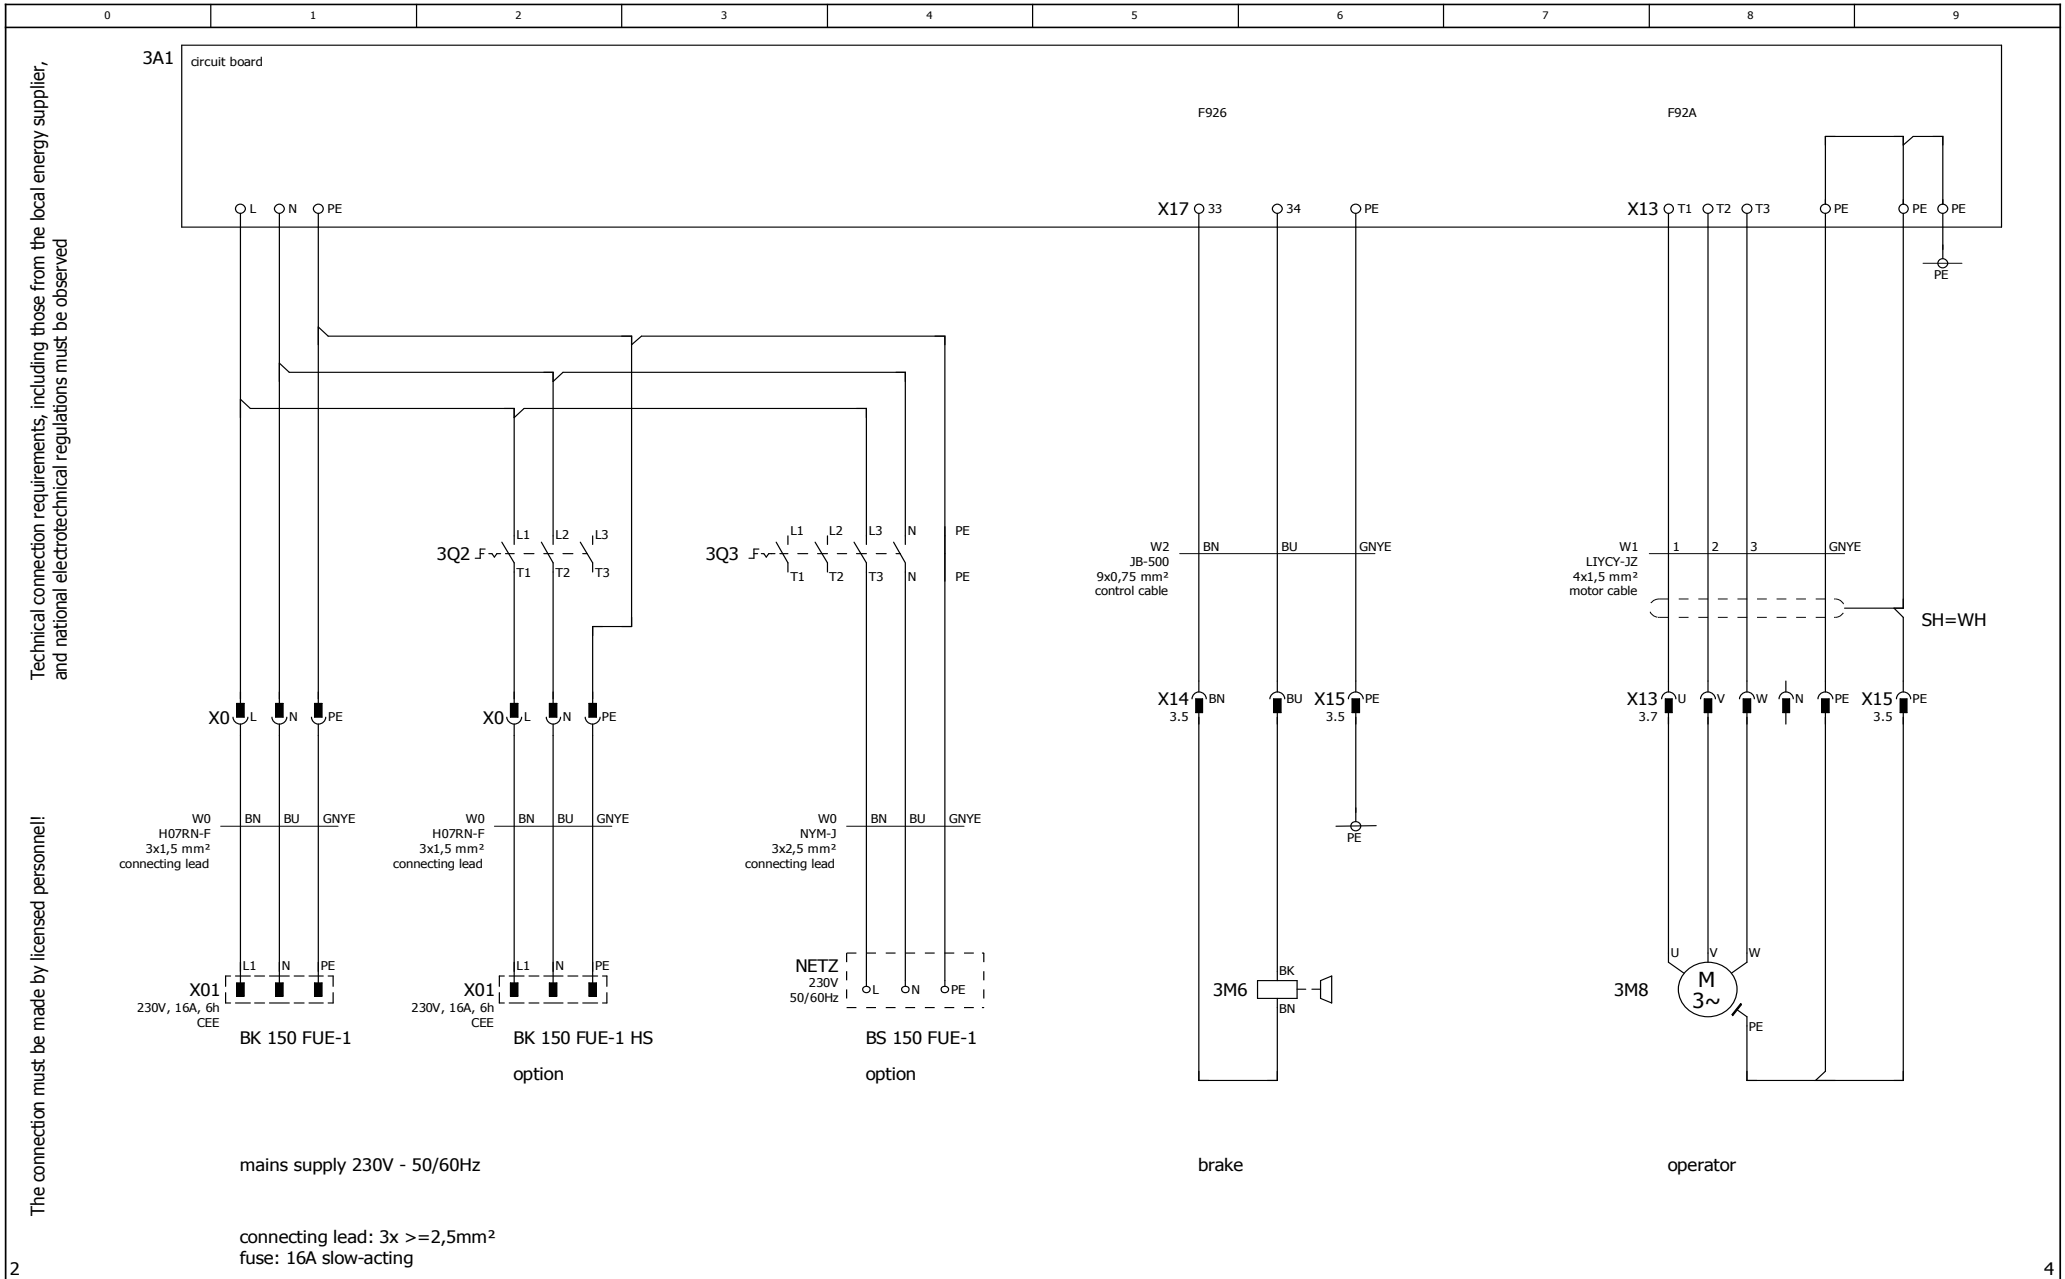 0 1 2 3 4 5 6 7 8 9
Technical connection requirements, including those from the local energy supplier,
and national electrotechnical regulations must be observed
The connection must be made by licensed personnel!
3A1 circuit board
F926 F92A
L N PE X17 33 34 PE X13 T1 T2 T3 PE PE PE
PE
L1 L2 L3 L1 L2 L3 N PE
3Q2 3Q3
T1 T2 T3 T1 T2 T3 N PE
W2 BN BU GNYE
JB-500
9x0,75 mm²
control cable
W1 1 2 3 GNYE
LIYCY-JZ
4x1,5 mm²
motor cable
SH=WH
X0 L N PE
X0 L N PE
X14 BN BU X15 PE
3.5 3.5
X13 U V W N PE X15 PE
3.7 3.5
W0 BN BU GNYE
H07RN-F
3x1,5 mm²
connecting lead
W0 BN BU GNYE
H07RN-F
3x1,5 mm²
connecting lead
W0 BN BU GNYE
NYM-J
3x2,5 mm²
connecting lead
PE
L1 N PE
X01
230V, 16A, 6h
CEE
BK 150 FUE-1
L1 N PE
X01
230V, 16A, 6h
CEE
BK 150 FUE-1 HS
option
NETZ
230V
50/60Hz
L N PE
BS 150 FUE-1
option
BK
3M6
BN
U V W
3M8 M
3~
PE
mains supply 230V - 50/60Hz
brake
operator
connecting lead: 3x >=2,5mm²
fuse: 16A slow-acting
2
4